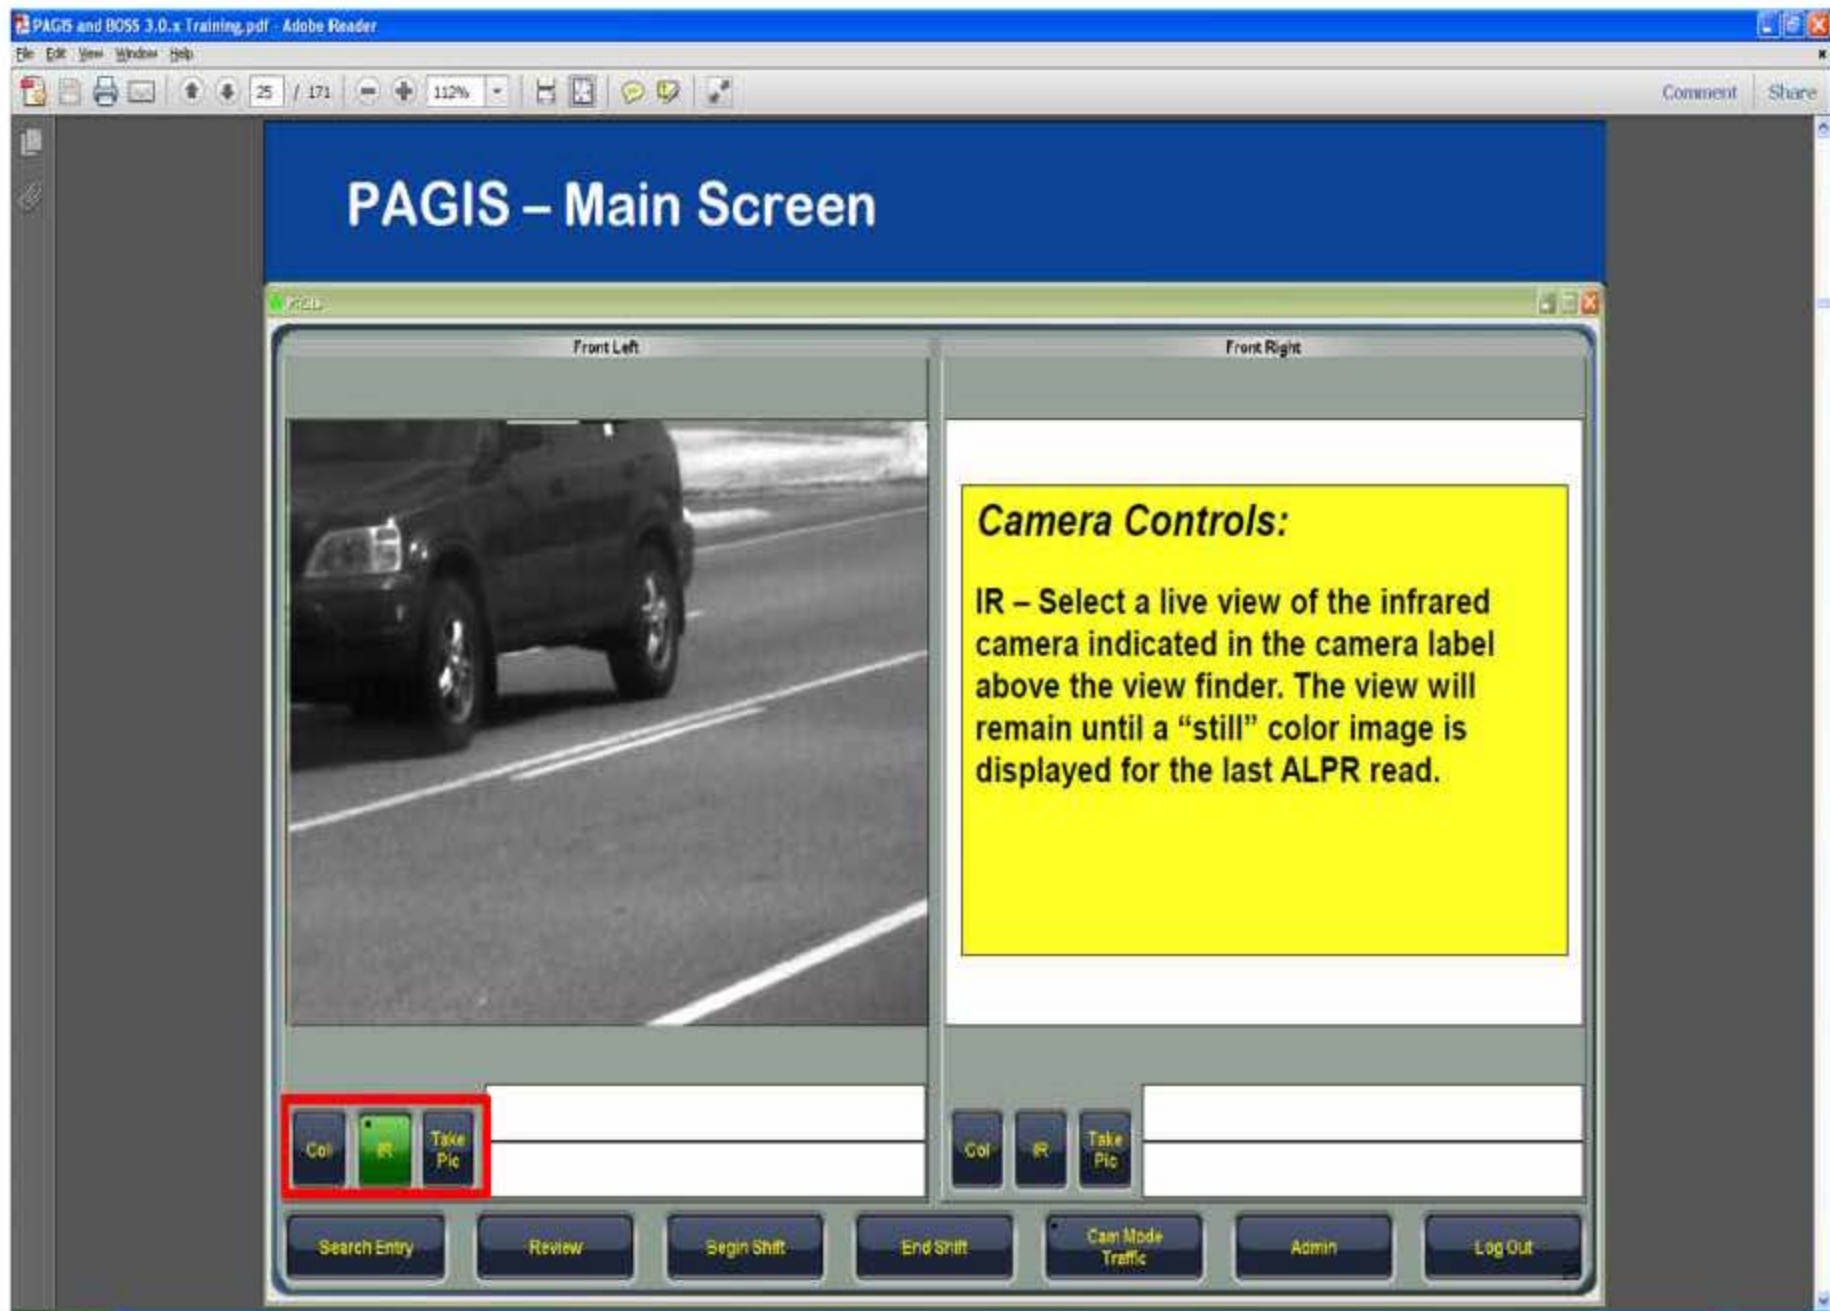 PAGIS and BOSS 3.0.x Training.pdf - Adobe Reader
File Edit View Window Help
25 / 171 112% Comment Share
PAGIS – Main Screen
PAGIS
Front Left Front Right
Camera Controls:
IR – Select a live view of the infrared
camera indicated in the camera label
above the view finder. The view will
remain until a “still” color image is
displayed for the last ALPR read.
Col IR Take Pic Col IR Take Pic
Search Entry Review Begin Shift End Shift Cam Mode Traffic Admin Log Out